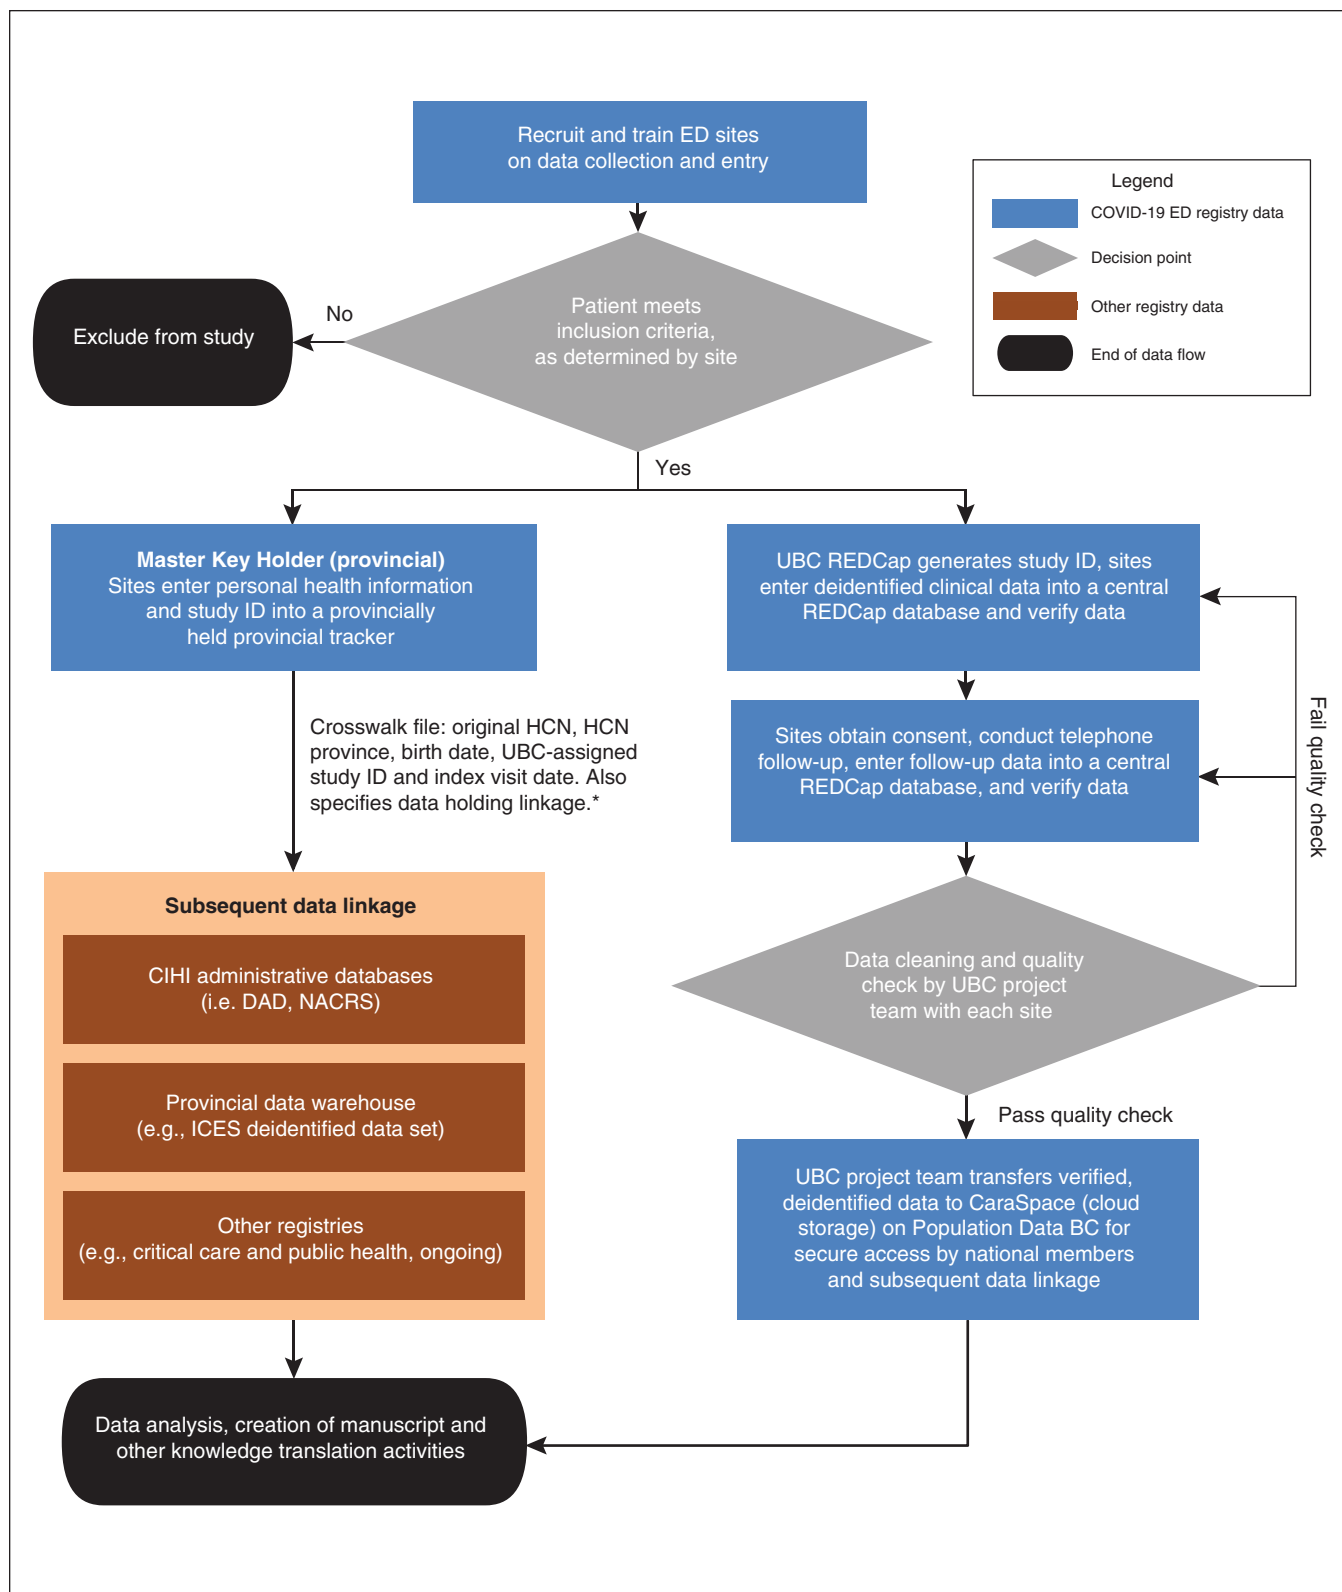 Recruit and train ED sites
on data collection and entry
Legend
COVID-19 ED registry data
Decision point
Other registry data
End of data flow
Patient meets
inclusion criteria,
as determined by site
No
Exclude from study
Yes
Master Key Holder (provincial)
Sites enter personal health information
and study ID into a provincially
held provincial tracker
UBC REDCap generates study ID, sites
enter deidentified clinical data into a central
REDCap database and verify data
Crosswalk file: original HCN, HCN
province, birth date, UBC-assigned
study ID and index visit date. Also
specifies data holding linkage.*
Sites obtain consent, conduct telephone
follow-up, enter follow-up data into a central
REDCap database, and verify data
Fail quality check
Subsequent data linkage
CIHI administrative databases
(i.e. DAD, NACRS)
Provincial data warehouse
(e.g., ICES deidentified data set)
Other registries
(e.g., critical care and public health, ongoing)
Data cleaning and quality
check by UBC project
team with each site
Pass quality check
UBC project team transfers verified,
deidentified data to CaraSpace (cloud
storage) on Population Data BC for
secure access by national members
and subsequent data linkage
Data analysis, creation of manuscript and
other knowledge translation activities